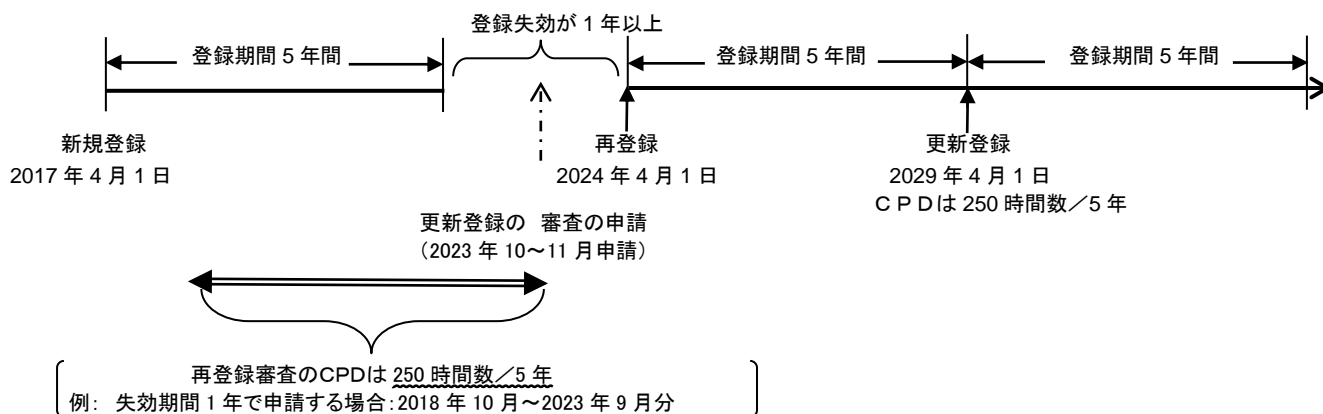 登録失効が 1 年以上
登録期間 5 年間
登録期間 5 年間
登録期間 5 年間
新規登録
2017 年 4 月 1 日
再登録
2024 年 4 月 1 日
更新登録
2029 年 4 月 1 日
ＣＰＤは 250 時間数／5 年
更新登録の 審査の申請
（2023 年 10～11 月申請）
再登録審査のCPDは 250 時間数／5 年
例： 失効期間 1 年で申請する場合：2018 年 10 月～2023 年 9 月分